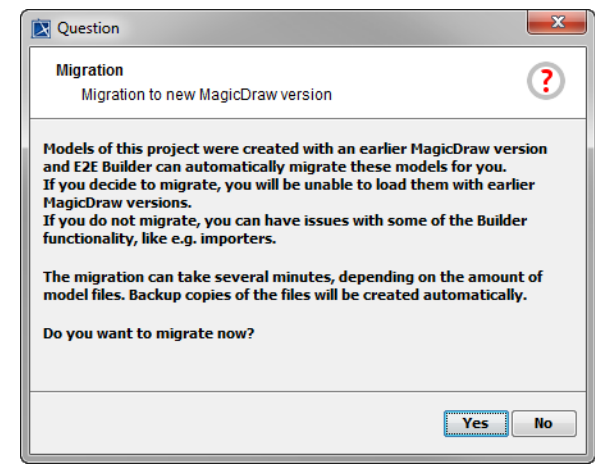 Question
Migration
Migration to new MagicDraw version
?
Models of this project were created with an earlier MagicDraw version
and E2E Builder can automatically migrate these models for you.
If you decide to migrate, you will be unable to load them with earlier
MagicDraw versions.
If you do not migrate, you can have issues with some of the Builder
functionality, like e.g. importers.
The migration can take several minutes, depending on the amount of
model files. Backup copies of the files will be created automatically.
Do you want to migrate now?
Yes No